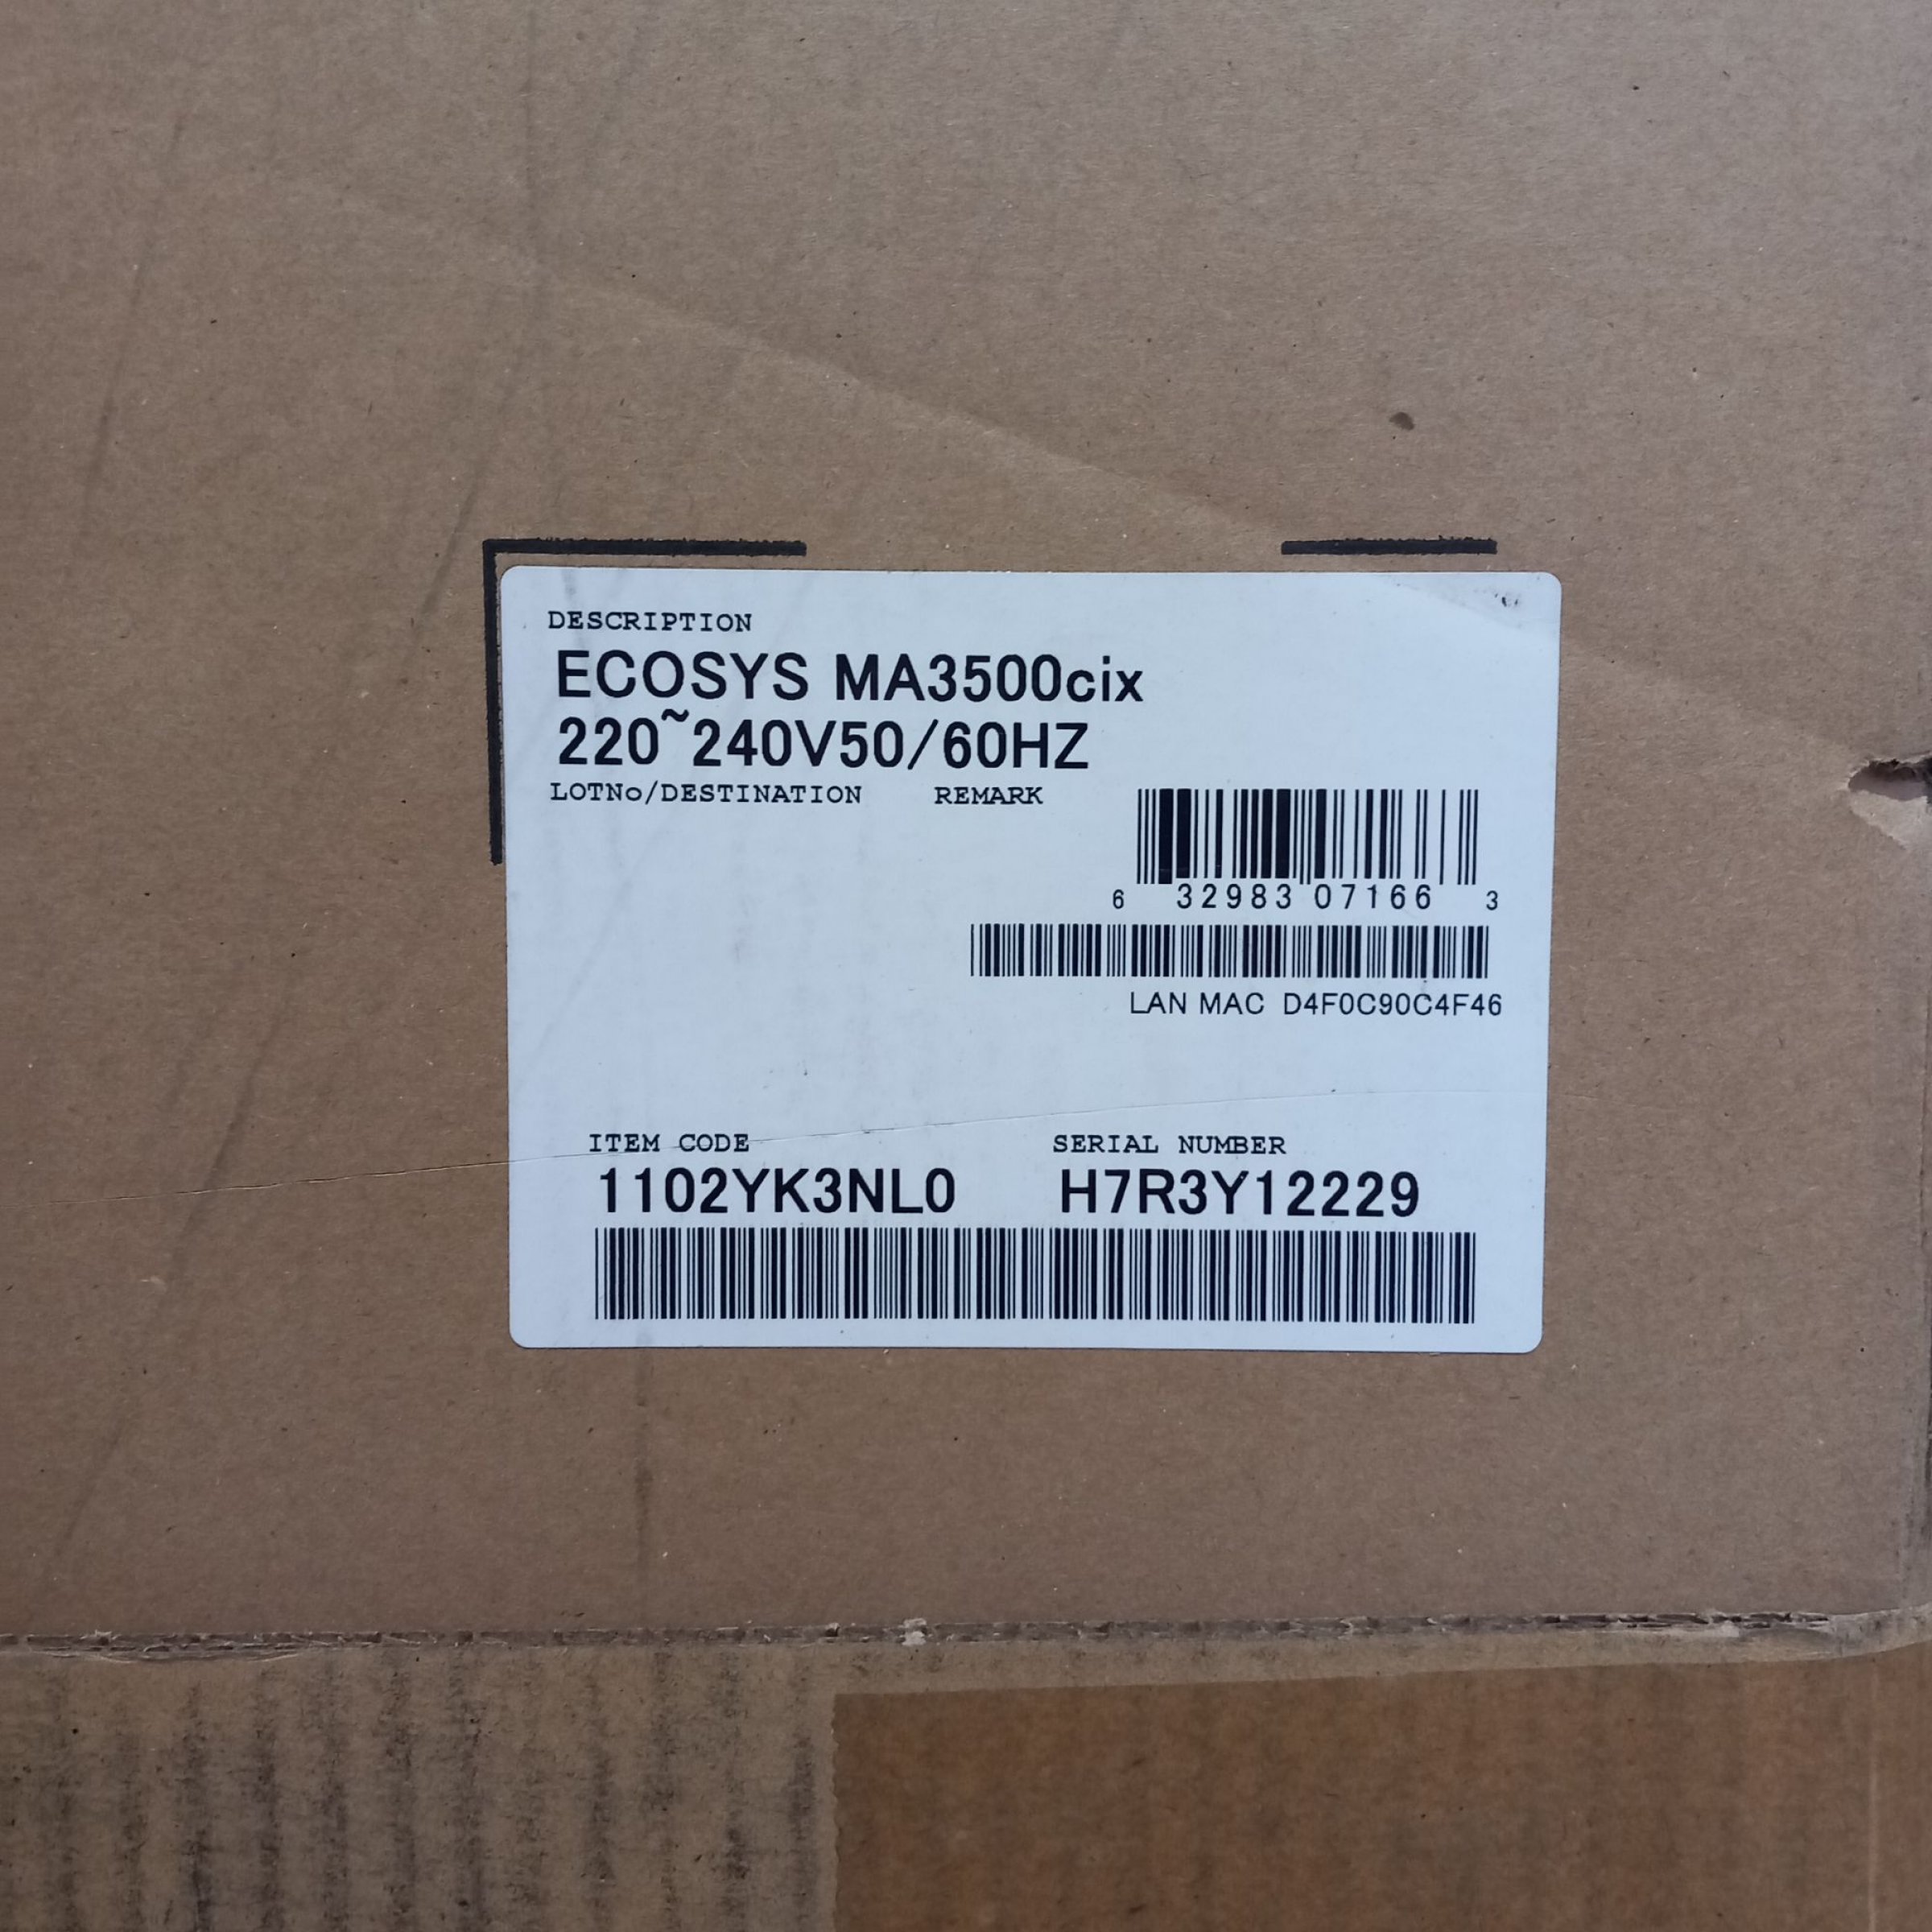 DESCRIPTION
ECOSYS MA3500cix
220~240V50/60HZ
LOTNo/DESTINATION REMARK
6 32983 07166 3
LAN MAC D4F0C90C4F46
ITEM CODE SERIAL NUMBER
1102YK3NL0 H7R3Y12229